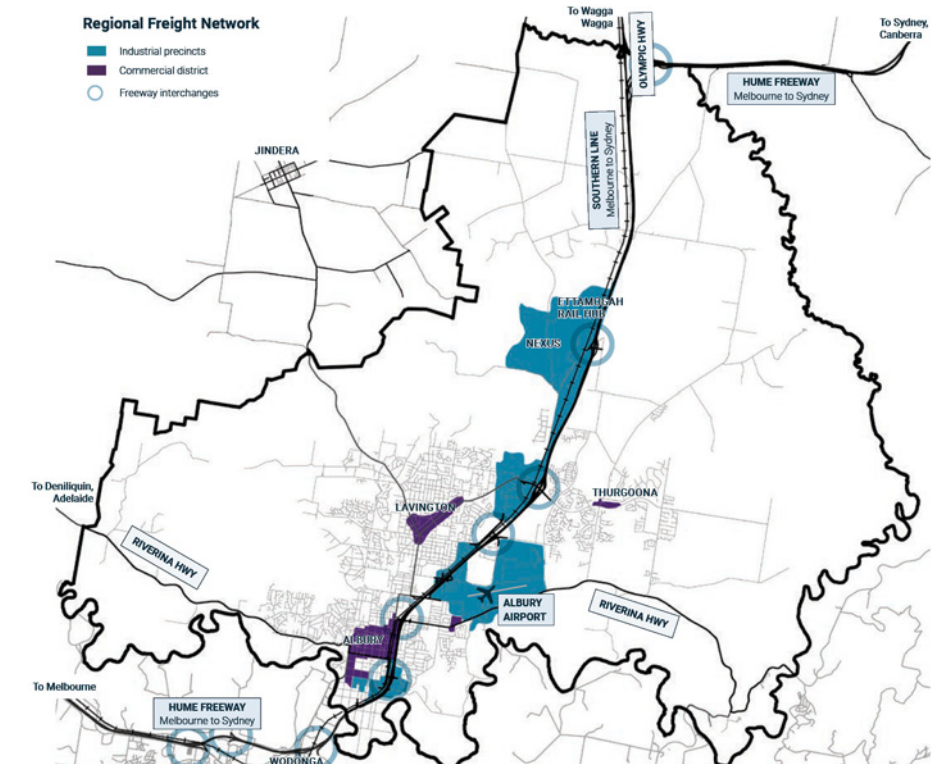 Regional Freight Network
Industrial precincts
Commercial district
Freeway interchanges
To Wagga
Wagga
OLYMPIC HWY
To Sydney,
Canberra
HUME FREEWAY
Melbourne to Sydney
SOUTHERN LINE
Melbourne to Sydney
JINDERA
ETTAMOGAH
RAIL HUB
NEXUS
To Deniliquin,
Adelaide
LAVINGTON
THURGOONA
RIVERINA HWY
ALBURY
AIRPORT
RIVERINA HWY
ALBURY
To Melbourne
HUME FREEWAY
Melbourne to Sydney
WODONGA